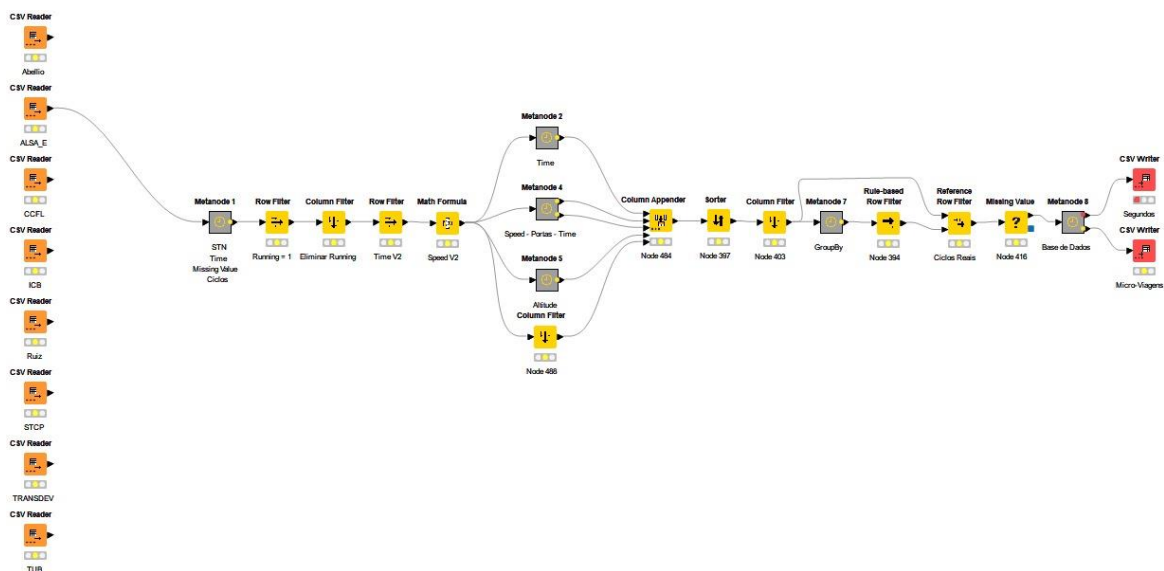 CSV Reader
Abellio
CSV Reader
ALSA_E
CSV Reader
CCFL
CSV Reader
ICB
CSV Reader
Ruiz
CSV Reader
STCP
CSV Reader
TRANSDEV
CSV Reader
TUB
Metanode 1
STN
Time
Missing Value
Ciclos
Row Filter
Running = 1
Column Filter
Eliminar Running
Row Filter
Time V2
Math Formula
Speed V2
Metanode 2
Time
Metanode 4
Speed - Portas - Time
Metanode 5
Altitude
Column Filter
Node 486
Column Appender
Node 484
Sorter
Node 397
Column Filter
Node 403
Metanode 7
GroupBy
Rule-based
Row Filter
Node 394
Reference
Row Filter
Ciclos Reais
Missing Value
?
Node 416
Metanode 8
Base de Dados
CSV Writer
Segundos
CSV Writer
Micro-Viagens